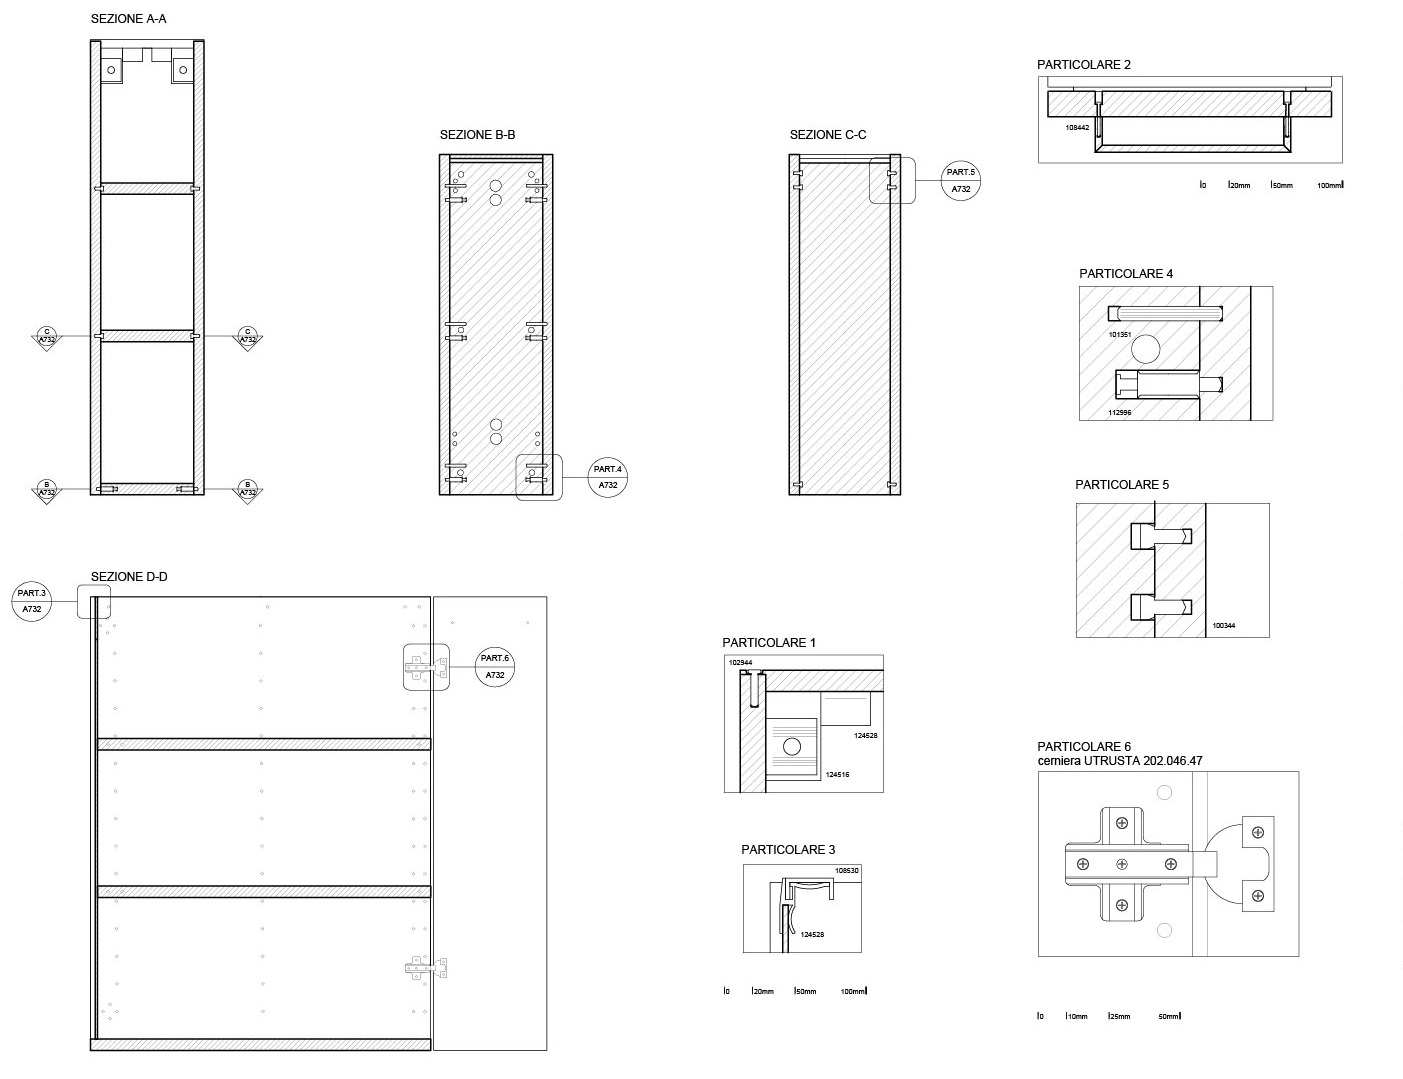 SEZIONE A-A
C
A732
C
A732
B
A732
B
A732
SEZIONE B-B
PART.4
A732
SEZIONE C-C
PART.5
A732
PARTICOLARE 2
108442
0 20mm 50mm 100mm
PARTICOLARE 4
101351
112996
PARTICOLARE 5
100344
SEZIONE D-D
PART.3
A732
PART.6
A732
PARTICOLARE 1
102944
124528
124516
PARTICOLARE 3
108530
124528
0 20mm 50mm 100mm
PARTICOLARE 6
cerniera UTRUSTA 202.046.47
0 10mm 25mm 50mm